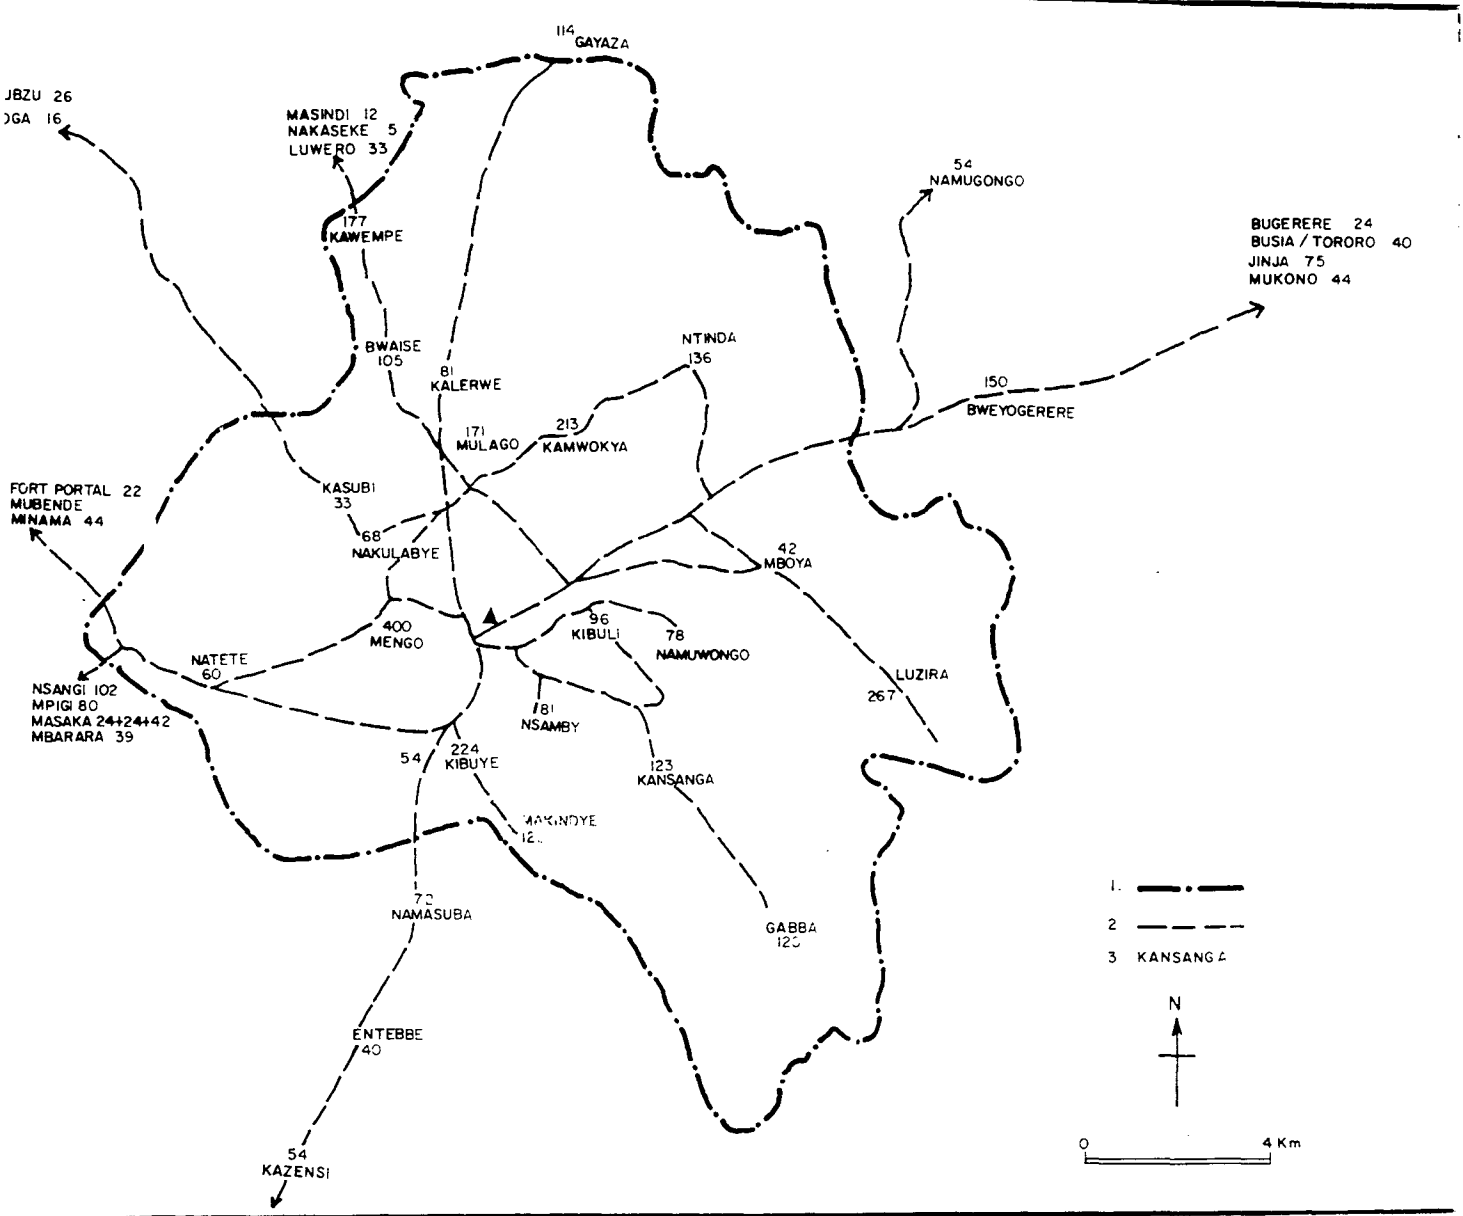 114
GAYAZA
26
16
MASINDI 12
NAKASEKE 5
LUWERO 33
54
NAMUGONGO
177
KAWEMPE
BUGERERE 24
BUSIA / TORORO 40
JINJA 75
MUKONO 44
NTINDA
136
BWAISE
105
81
KALERWE
150
BWEYOGERERE
171
MULAGO
213
KAMWOKYA
KASUBI
33
FORT PORTAL 22
MUBENDE
MINAMA 44
68
NAKULABYE
42
MBOYA
400
MENGO
96
KIBULI
78
NAMUWONGO
NATETE
60
LUZIRA
267
NSANGI 102
MPIGI 80
MASAKA 24+24+42
MBARARA 39
81
NSAMBY
54
224
KIBUYE
123
KANSANGA
MAKINDYE
NAMASUBA
GABBA
1.
2
3 KANSANGA
N
ENTEBBE
40
0 4 Km
54
KAZENSI